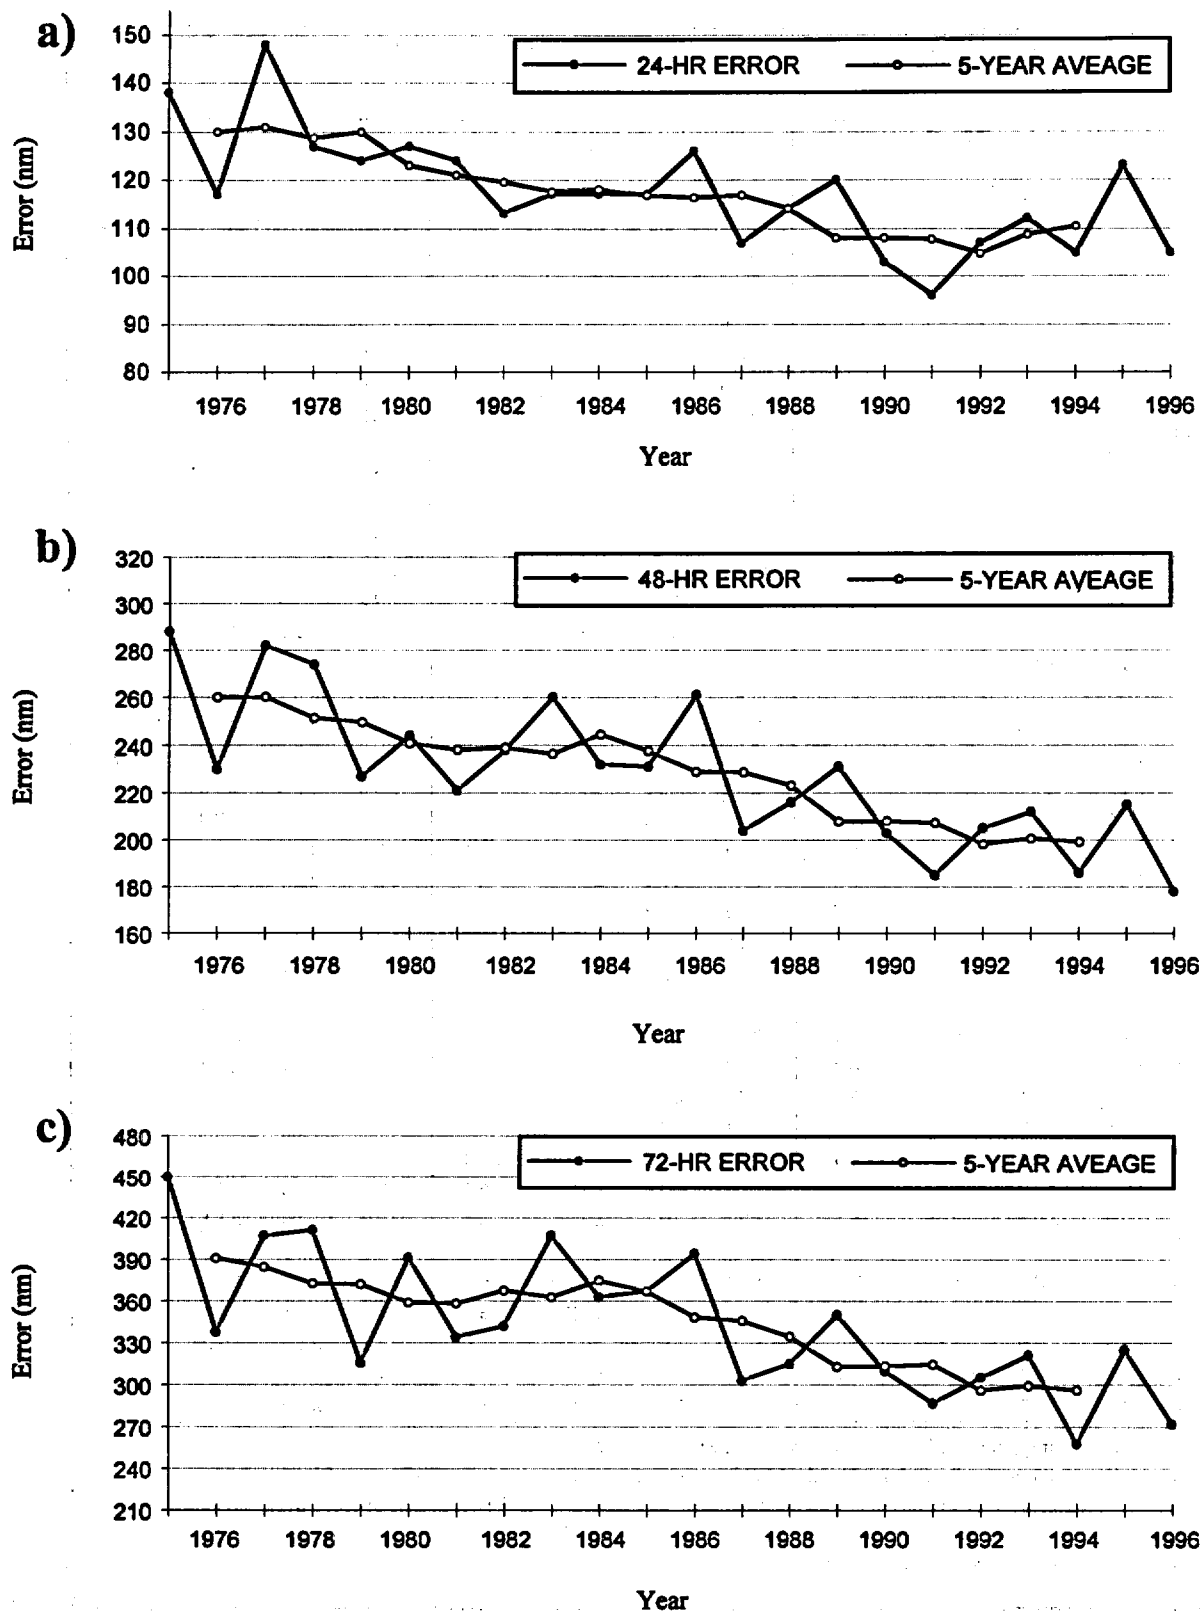 a)
24-HR ERROR 5-YEAR AVEAGE
Error (nm)
150
140
130
120
110
100
90
80
1976 1978 1980 1982 1984 1986 1988 1990 1992 1994 1996
Year
b)
48-HR ERROR 5-YEAR AVEAGE
Error (nm)
320
300
280
260
240
220
200
180
160
1976 1978 1980 1982 1984 1986 1988 1990 1992 1994 1996
Year
c)
72-HR ERROR 5-YEAR AVEAGE
Error (nm)
480
450
420
390
360
330
300
270
240
210
1976 1978 1980 1982 1984 1986 1988 1990 1992 1994 1996
Year